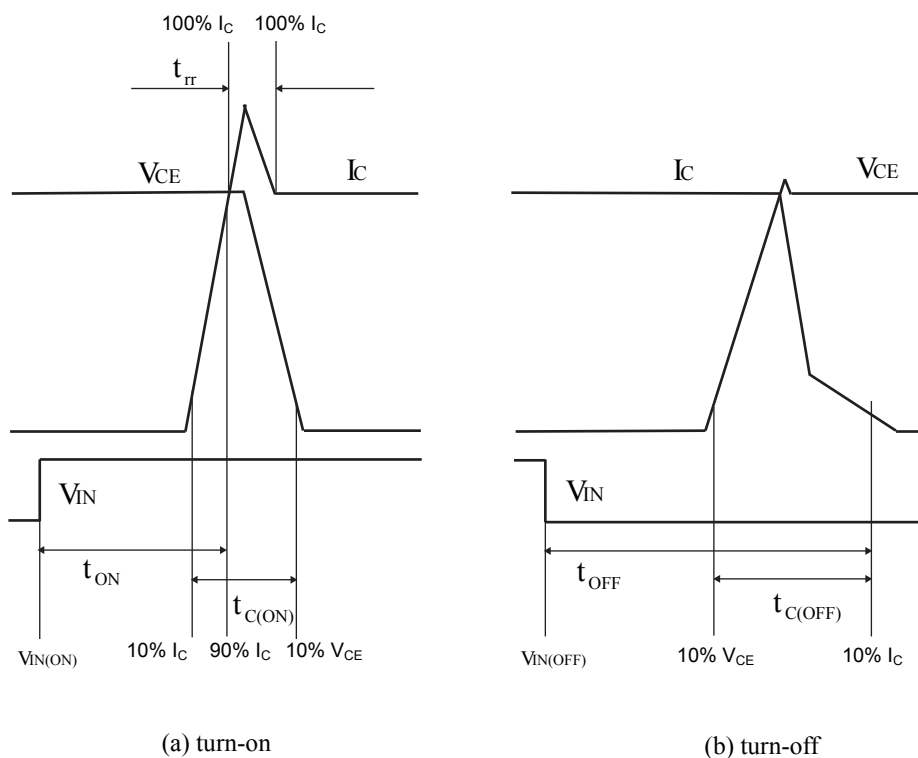 100% IC 100% IC
trr
VCE IC
IC VCE
VIN
VIN
tON
tC(ON)
tOFF
tC(OFF)
VIN(ON) 10% IC 90% IC 10% VCE
VIN(OFF) 10% VCE 10% IC
(a) turn-on
(b) turn-off